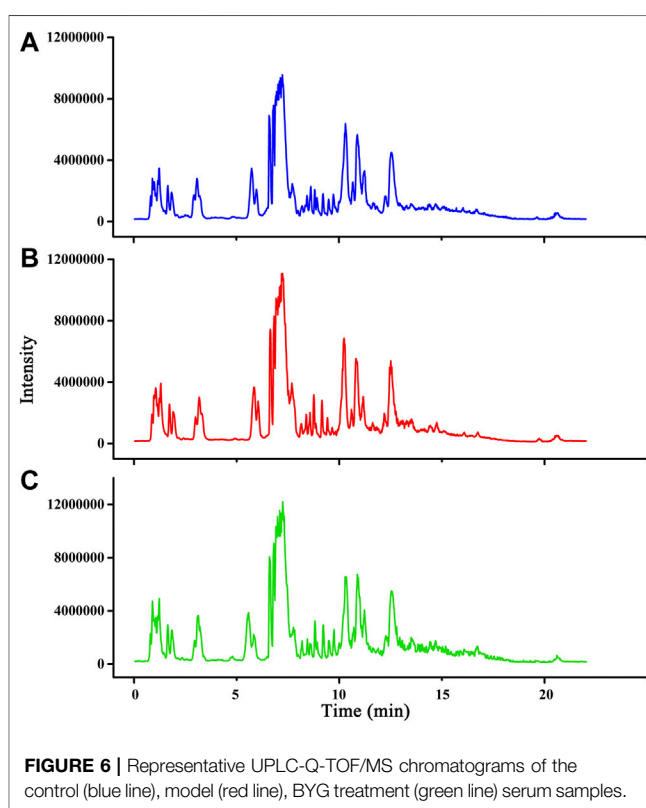 A
12000000
8000000
4000000
0
B
12000000
8000000
4000000
0
Intensity
C
12000000
8000000
4000000
0
0 5 10 15 20
Time (min)
FIGURE 6 | Representative UPLC-Q-TOF/MS chromatograms of the
control (blue line), model (red line), BYG treatment (green line) serum samples.